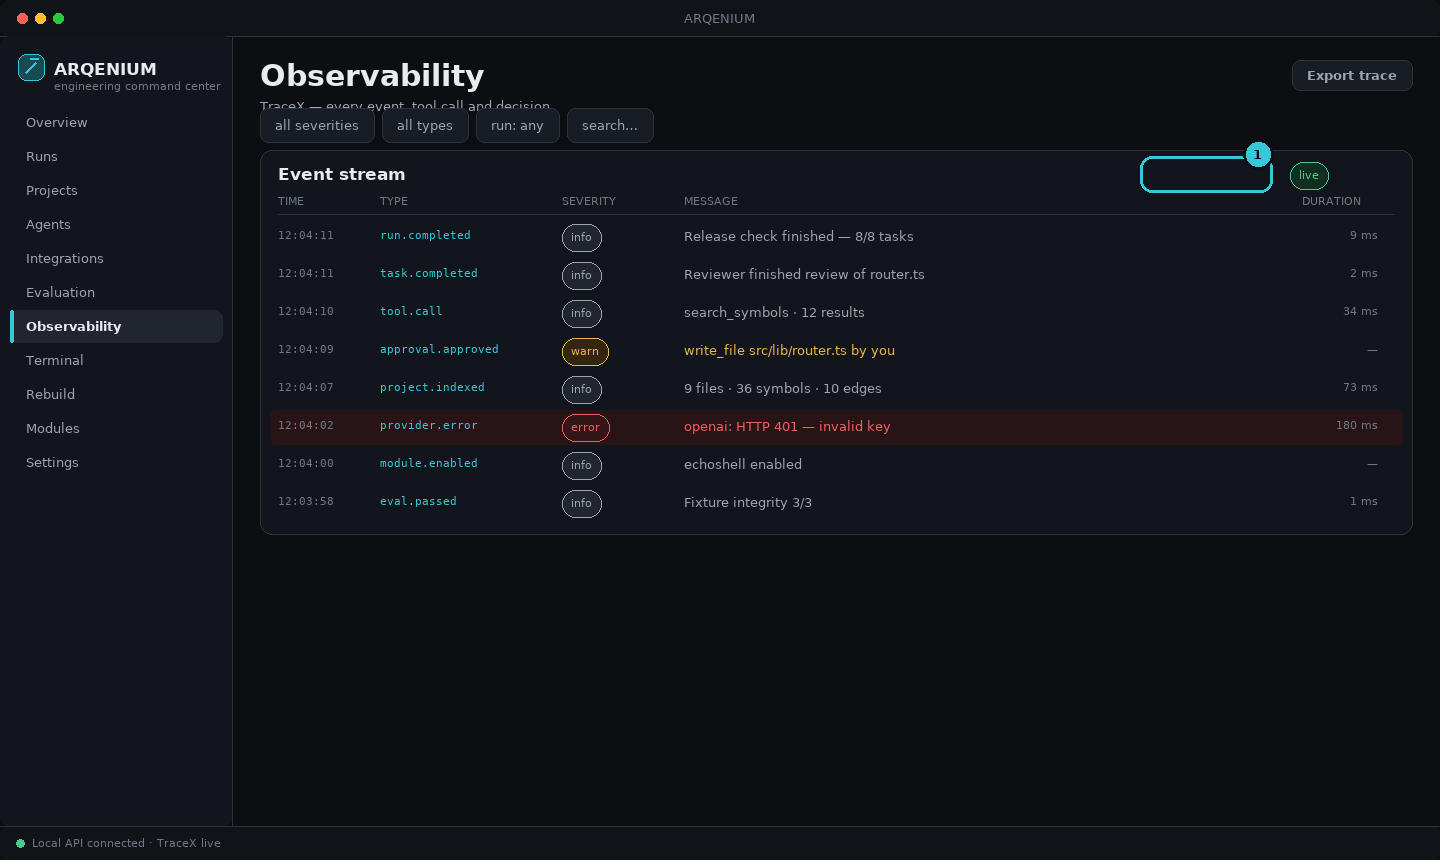 ARQENIUM
ARQENIUM
engineering command center
Overview
Runs
Projects
Agents
Integrations
Evaluation
Observability
Terminal
Rebuild
Modules
Settings
Observability
Export trace
TraceX — every event, tool call and decision
all severities all types run: any search...
1
Event stream live
TIME TYPE SEVERITY MESSAGE DURATION
12:04:11 run.completed info Release check finished — 8/8 tasks 9 ms
12:04:11 task.completed info Reviewer finished review of router.ts 2 ms
12:04:10 tool.call info search_symbols · 12 results 34 ms
12:04:09 approval.approved warn write_file src/lib/router.ts by you —
12:04:07 project.indexed info 9 files · 36 symbols · 10 edges 73 ms
12:04:02 provider.error error openai: HTTP 401 — invalid key 180 ms
12:04:00 module.enabled info echoshell enabled —
12:03:58 eval.passed info Fixture integrity 3/3 1 ms
Local API connected · TraceX live